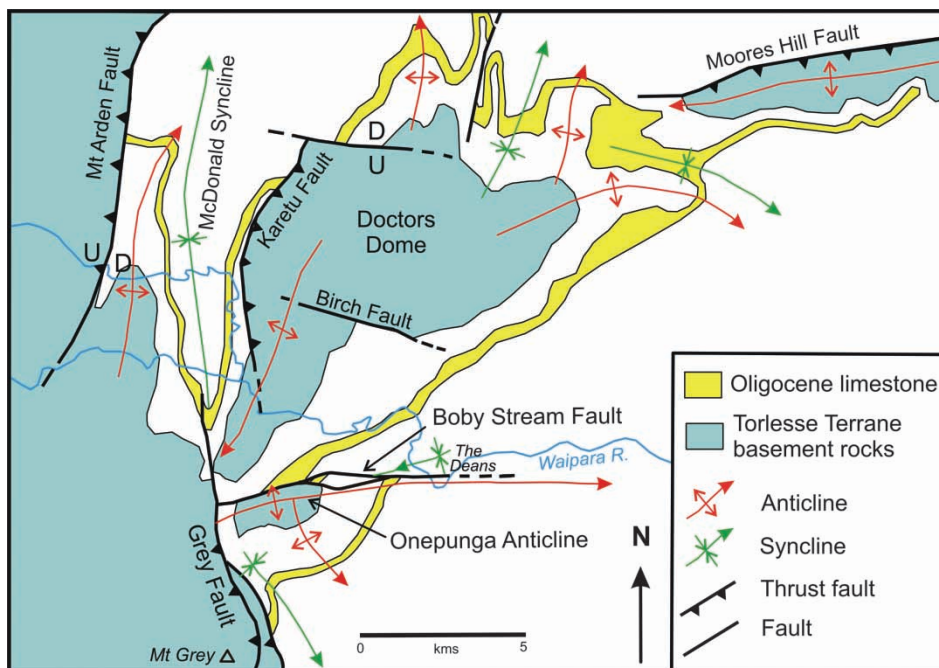 Mt Arden Fault
McDonald Syncline
U
D
Karetu Fault
D
U
Doctors
Dome
Birch Fault
Moores Hill Fault
Boby Stream Fault
The
Deans
Waipara R.
Onepunga Anticline
Grey Fault
Mt Grey
N
0
kms
5
Oligocene limestone
Torlesse Terrane
basement rocks
Anticline
Syncline
Thrust fault
Fault